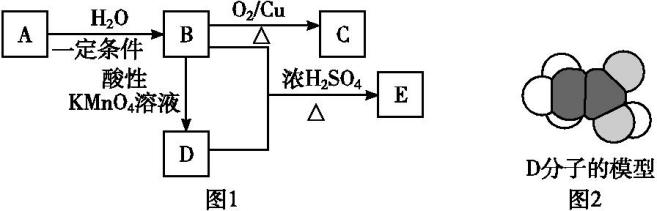 A
H₂O
一定条件
B
O₂/Cu
△
C
酸性
KMnO₄溶液
浓H₂SO₄
△
E
D
图1
D分子的模型
图2